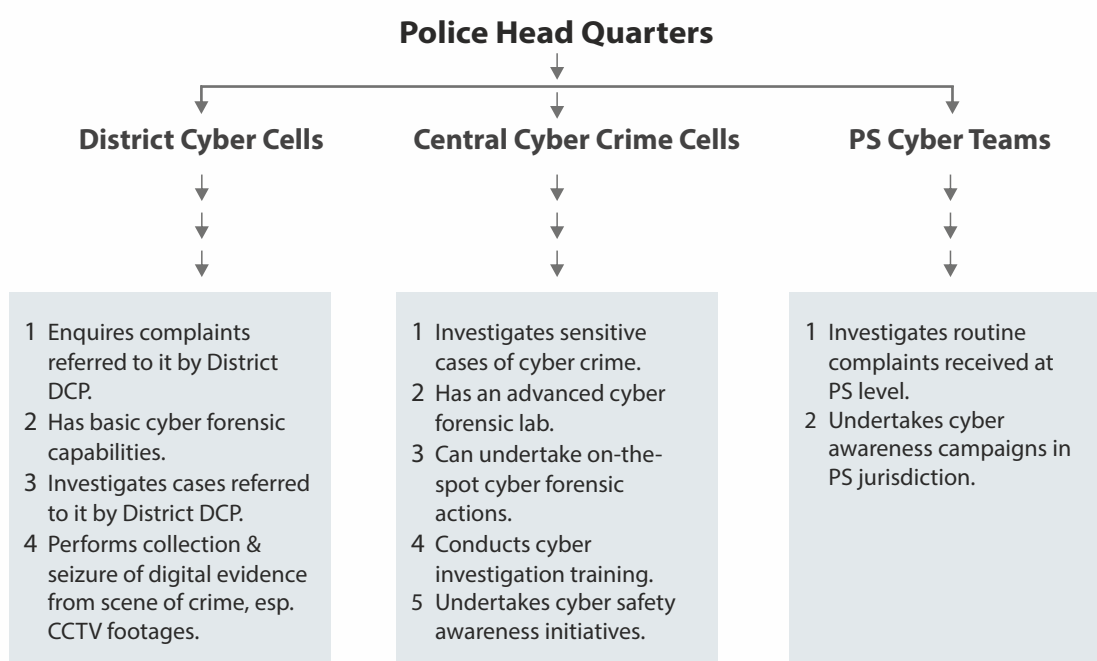 Police Head Quarters
District Cyber Cells
Central Cyber Crime Cells
PS Cyber Teams
1 Enquires complaints
referred to it by District
DCP.
2 Has basic cyber forensic
capabilities.
3 Investigates cases referred
to it by District DCP.
4 Performs collection &
seizure of digital evidence
from scene of crime, esp.
CCTV footages.
1 Investigates sensitive
cases of cyber crime.
2 Has an advanced cyber
forensic lab.
3 Can undertake on-the-
spot cyber forensic
actions.
4 Conducts cyber
investigation training.
5 Undertakes cyber safety
awareness initiatives.
1 Investigates routine
complaints received at
PS level.
2 Undertakes cyber
awareness campaigns in
PS jurisdiction.